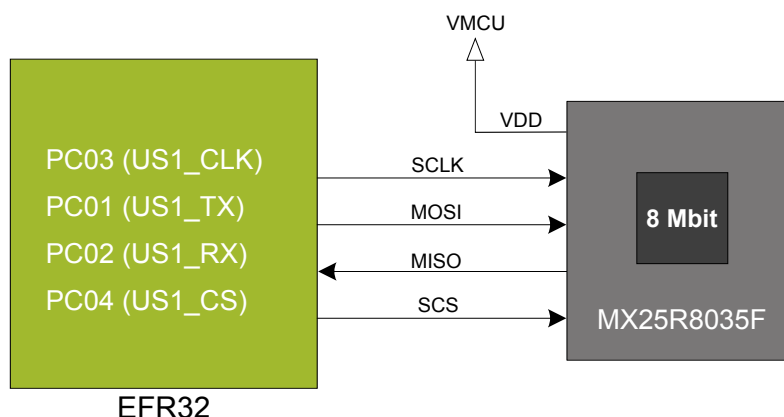 VMCU
VDD
PC03 (US1_CLK)
SCLK
PC01 (US1_TX)
MOSI
8 Mbit
PC02 (US1_RX)
MISO
PC04 (US1_CS)
SCS
MX25R8035F
EFR32